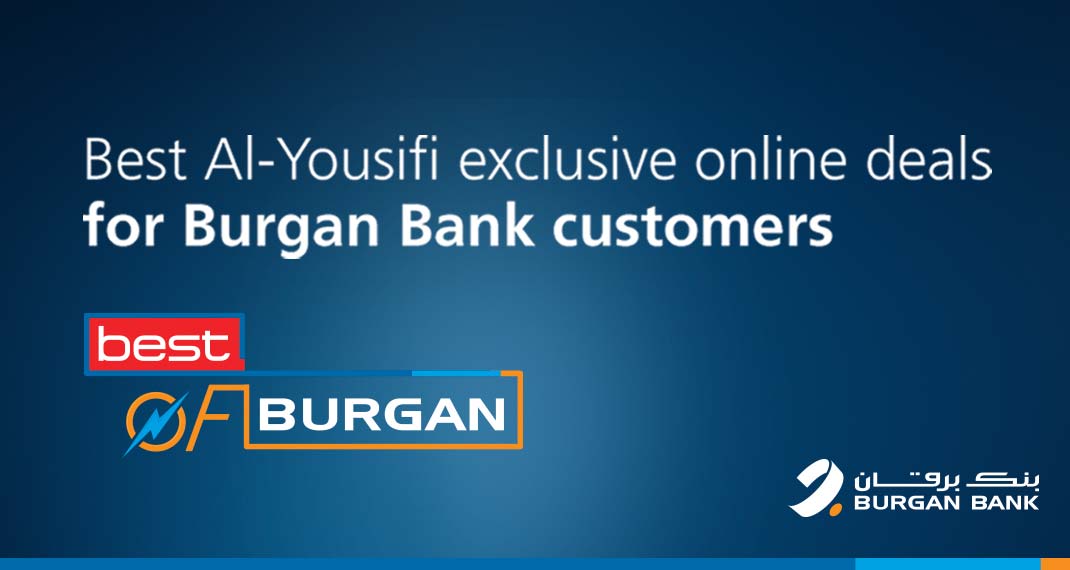 Best Al-Yousifi exclusive online deals
for Burgan Bank customers
best
OF BURGAN
بنك برقان
BURGAN BANK